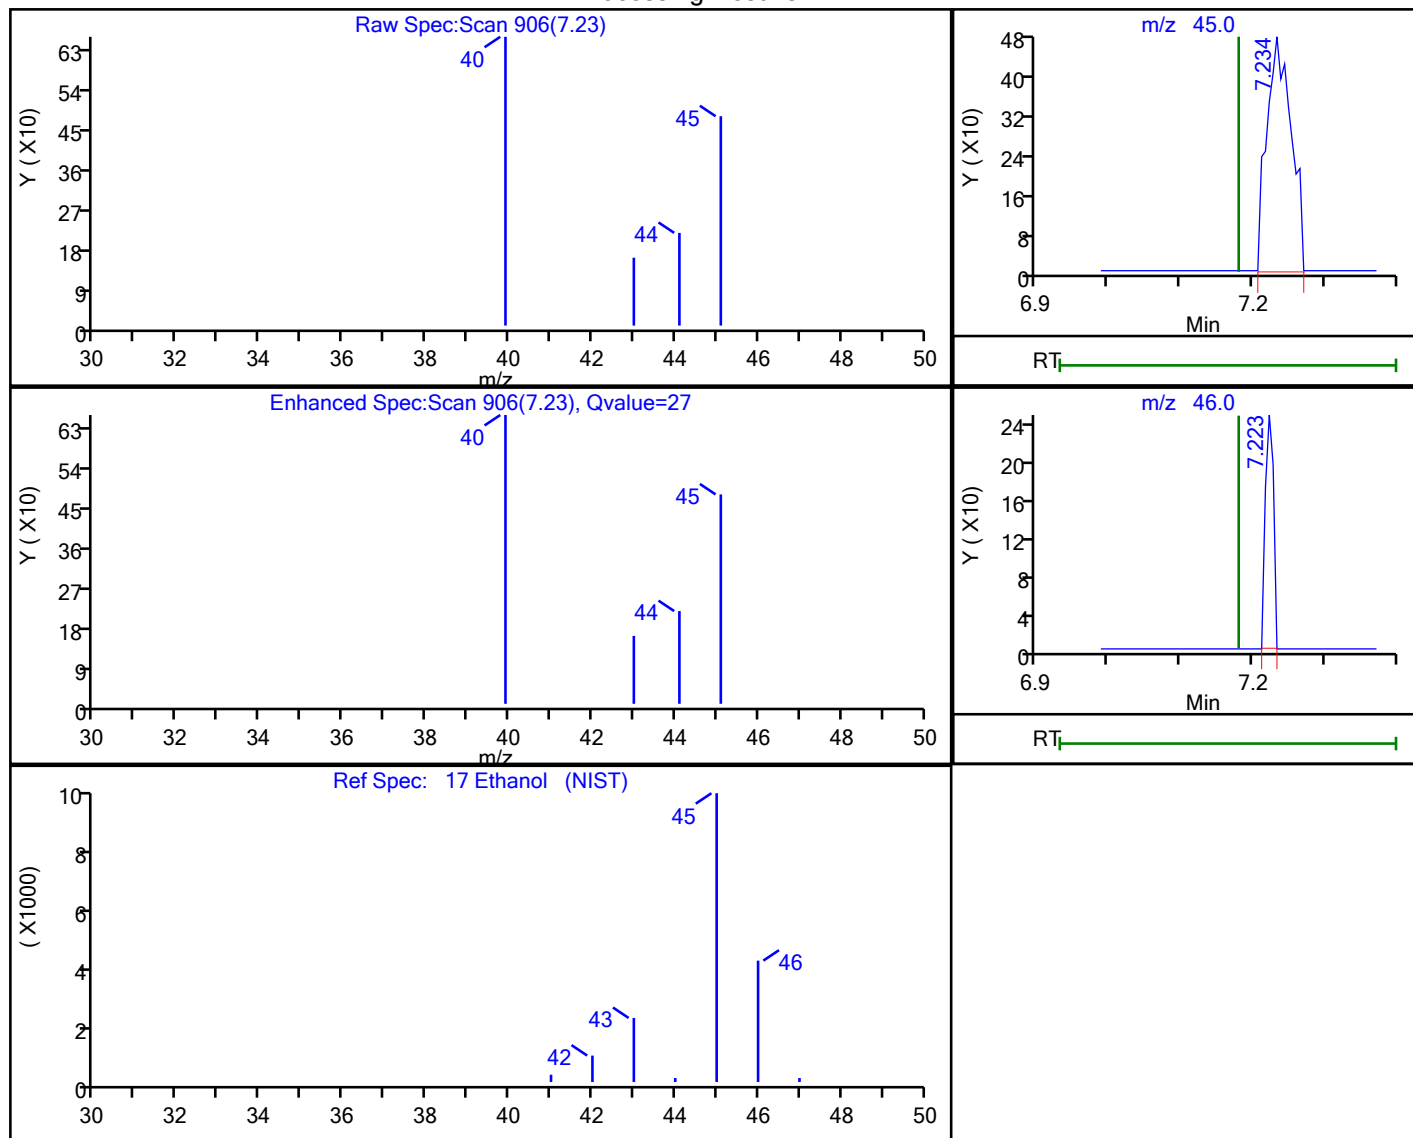 Raw Spec:Scan 906(7.23)
63
54
45
36
27
18
9
0
Y ( X10)
40
44
45
30 32 34 36 38 40 42 44 46 48 50
m/z
m/z 45.0
48
40
32
24
16
8
0
Y ( X10)
7.234
6.9 7.2
Min
RT
Enhanced Spec:Scan 906(7.23), Qvalue=27
63
54
45
36
27
18
9
0
Y ( X10)
40
44
45
30 32 34 36 38 40 42 44 46 48 50
m/z
m/z 46.0
24
20
16
12
8
4
0
Y ( X10)
7.223
6.9 7.2
Min
RT
Ref Spec: 17 Ethanol (NIST)
10
8
6
4
2
0
( X1000)
42
43
45
46
30 32 34 36 38 40 42 44 46 48 50